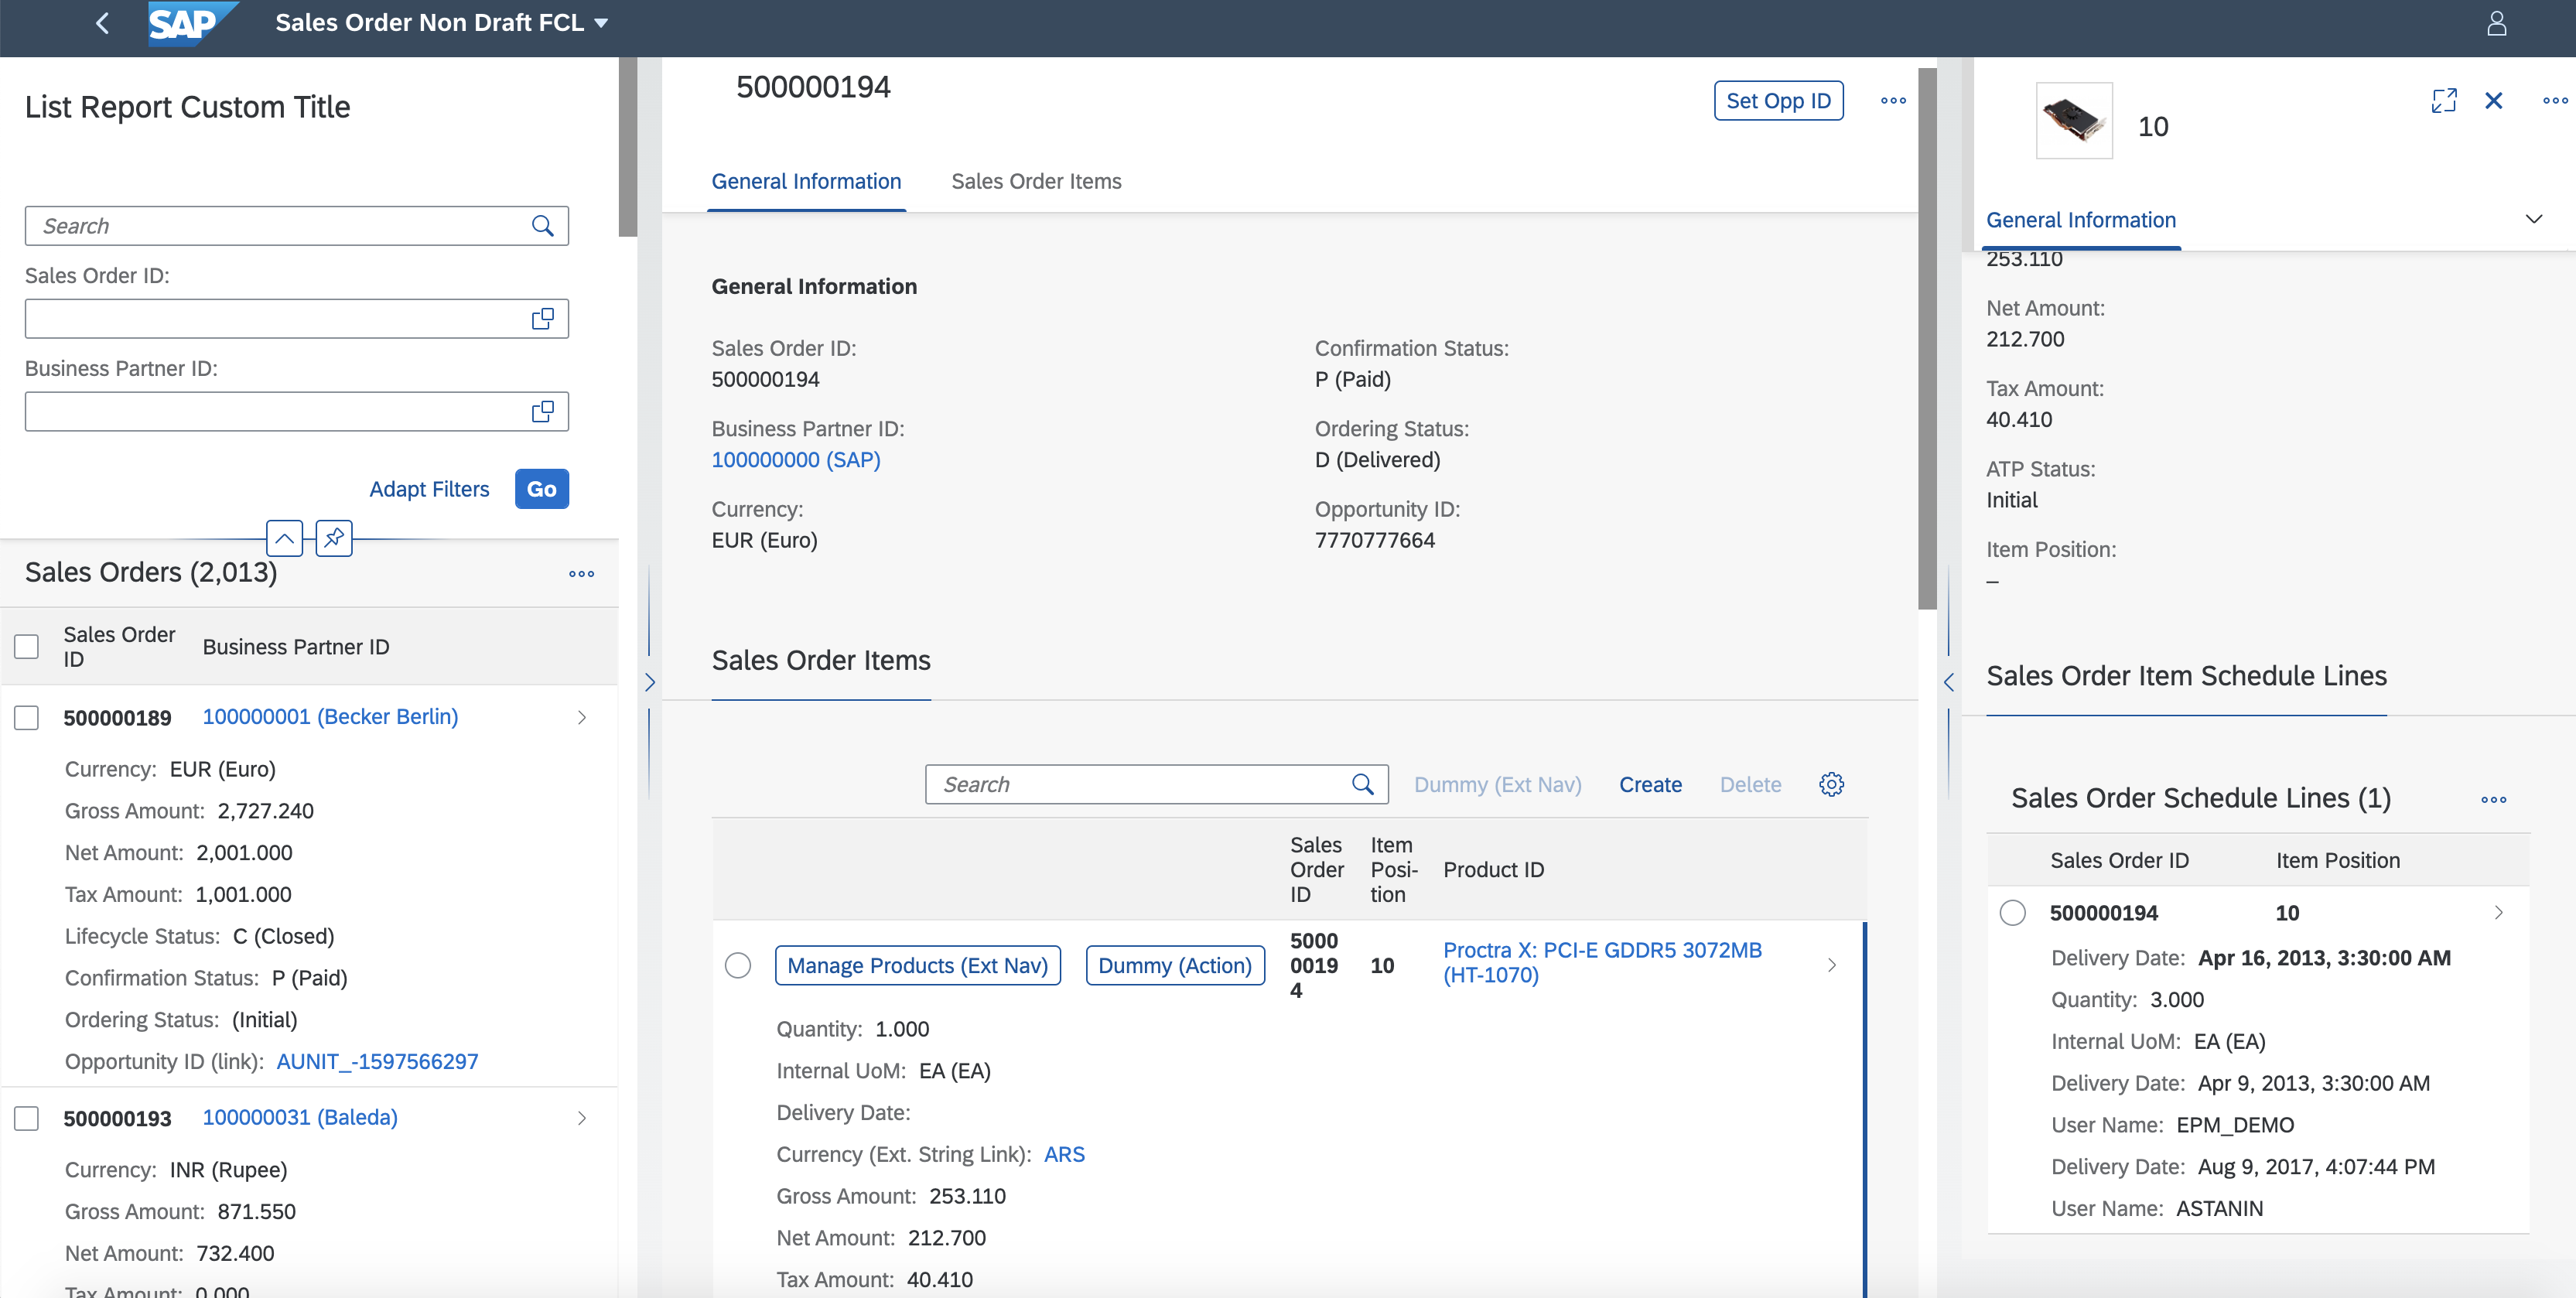 SAP
Sales Order Non Draft FCL
List Report Custom Title
Search
Sales Order ID:
Business Partner ID:
Adapt Filters
Go
Sales Orders (2,013)
Sales Order ID
Business Partner ID
500000189
100000001 (Becker Berlin)
Currency: EUR (Euro)
Gross Amount: 2,727.240
Net Amount: 2,001.000
Tax Amount: 1,001.000
Lifecycle Status: C (Closed)
Confirmation Status: P (Paid)
Ordering Status: (Initial)
Opportunity ID (link): AUNIT_-1597566297
500000193
100000031 (Baleda)
Currency: INR (Rupee)
Gross Amount: 871.550
Net Amount: 732.400
Tax Amount: 0.000
500000194
Set Opp ID
General Information
Sales Order Items
General Information
Sales Order ID:
500000194
Business Partner ID:
100000000 (SAP)
Currency:
EUR (Euro)
Confirmation Status:
P (Paid)
Ordering Status:
D (Delivered)
Opportunity ID:
7770777664
Sales Order Items
Search
Dummy (Ext Nav)
Create
Delete
Sales
Order
ID
Item
Posi-
tion
Product ID
Manage Products (Ext Nav)
Dummy (Action)
5000
0019
4
10
Proctra X: PCI-E GDDR5 3072MB
(HT-1070)
Quantity: 1.000
Internal UoM: EA (EA)
Delivery Date:
Currency (Ext. String Link): ARS
Gross Amount: 253.110
Net Amount: 212.700
Tax Amount: 40.410
10
General Information
253.110
Net Amount:
212.700
Tax Amount:
40.410
ATP Status:
Initial
Item Position:
–
Sales Order Item Schedule Lines
Sales Order Schedule Lines (1)
Sales Order ID
Item Position
500000194
10
Delivery Date: Apr 16, 2013, 3:30:00 AM
Quantity: 3.000
Internal UoM: EA (EA)
Delivery Date: Apr 9, 2013, 3:30:00 AM
User Name: EPM_DEMO
Delivery Date: Aug 9, 2017, 4:07:44 PM
User Name: ASTANIN